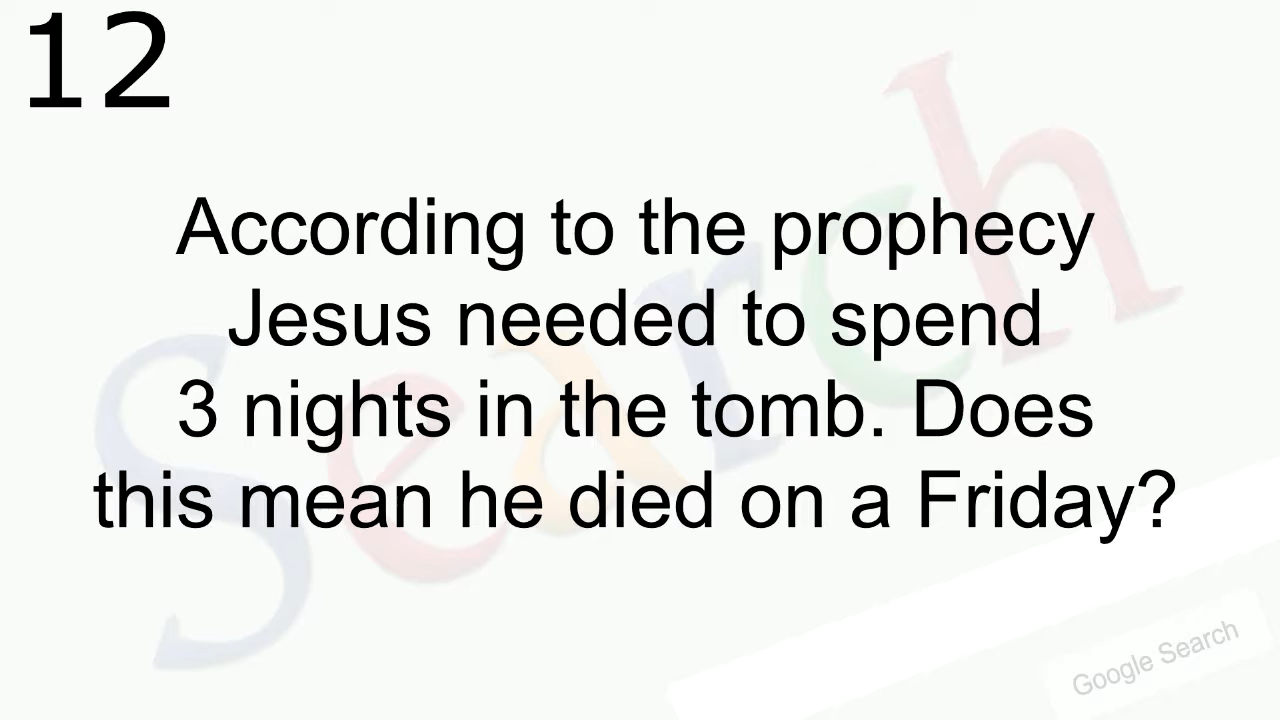 12
According to the prophecy
Jesus needed to spend
3 nights in the tomb. Does
this mean he died on a Friday?
Search
Google Search